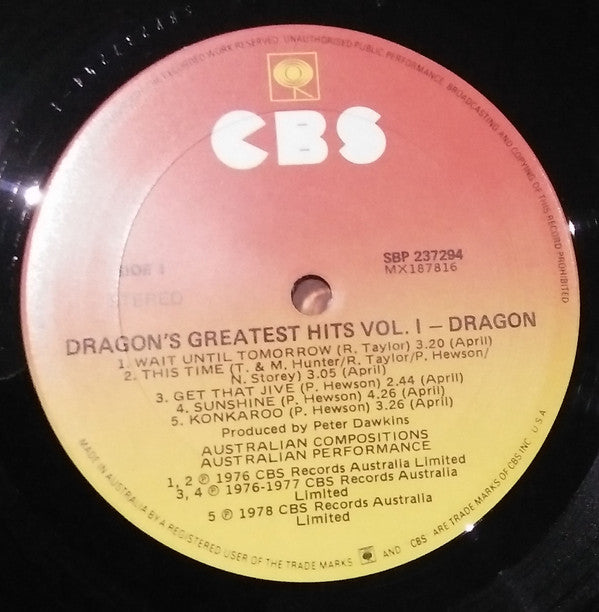 RECORDED WORK RESERVED. UNAUTHORISED PUBLIC PERFORMANCE, BROADCASTING AND COPYING OF THIS RECORD PROHIBITED
CBS
SIDE 1
STEREO
SBP 237294
MX187816
DRAGON'S GREATEST HITS VOL. I – DRAGON
1. WAIT UNTIL TOMORROW (R. Taylor) 3.20 (April)
2. THIS TIME (T. & M. Hunter/R. Taylor/P. Hewson/
N. Storey) 3.05 (April)
3. GET THAT JIVE (P. Hewson) 2.44 (April)
4. SUNSHINE (P. Hewson) 4.26 (April)
5. KONKAROO (P. Hewson) 3.26 (April)
Produced by Peter Dawkins
AUSTRALIAN COMPOSITIONS
AUSTRALIAN PERFORMANCE
1, 2 ℗ 1976 CBS Records Australia Limited
3, 4 ℗ 1976-1977 CBS Records Australia
Limited
5 ℗ 1978 CBS Records Australia
Limited
MADE IN AUSTRALIA BY A REGISTERED USER OF THE TRADE MARKS AND CBS ARE TRADE MARKS OF CBS INC. U.S.A.